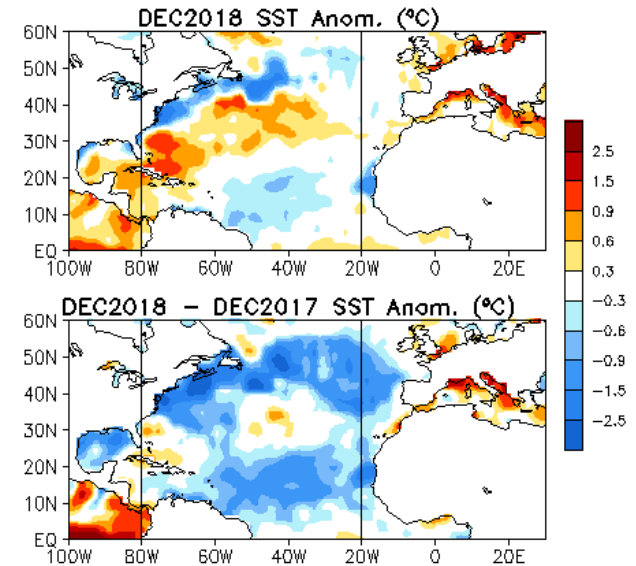 DEC2018 SST Anom. (ºC)
60N
50N
40N
30N
20N
10N
EQ
100W 80W 60W 40W 20W 0 20E
DEC2018 − DEC2017 SST Anom. (ºC)
60N
50N
40N
30N
20N
10N
EQ
100W 80W 60W 40W 20W 0 20E
2.5
1.5
0.9
0.6
0.3
−0.3
−0.6
−0.9
−1.5
−2.5